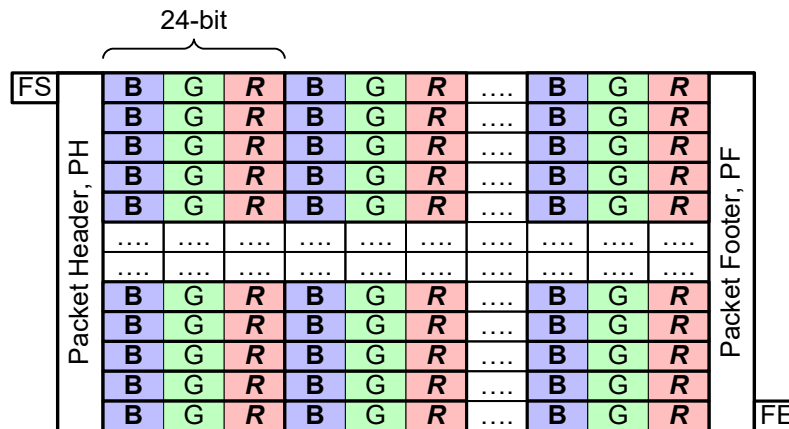 24-bit
FS
Packet Header, PH
B G R B G R .... B G R
B G R B G R .... B G R
B G R B G R .... B G R
B G R B G R .... B G R
B G R B G R .... B G R
.... .... .... .... .... .... .... .... .... ....
.... .... .... .... .... .... .... .... .... ....
B G R B G R .... B G R
B G R B G R .... B G R
B G R B G R .... B G R
B G R B G R .... B G R
B G R B G R .... B G R
Packet Footer, PF
FE